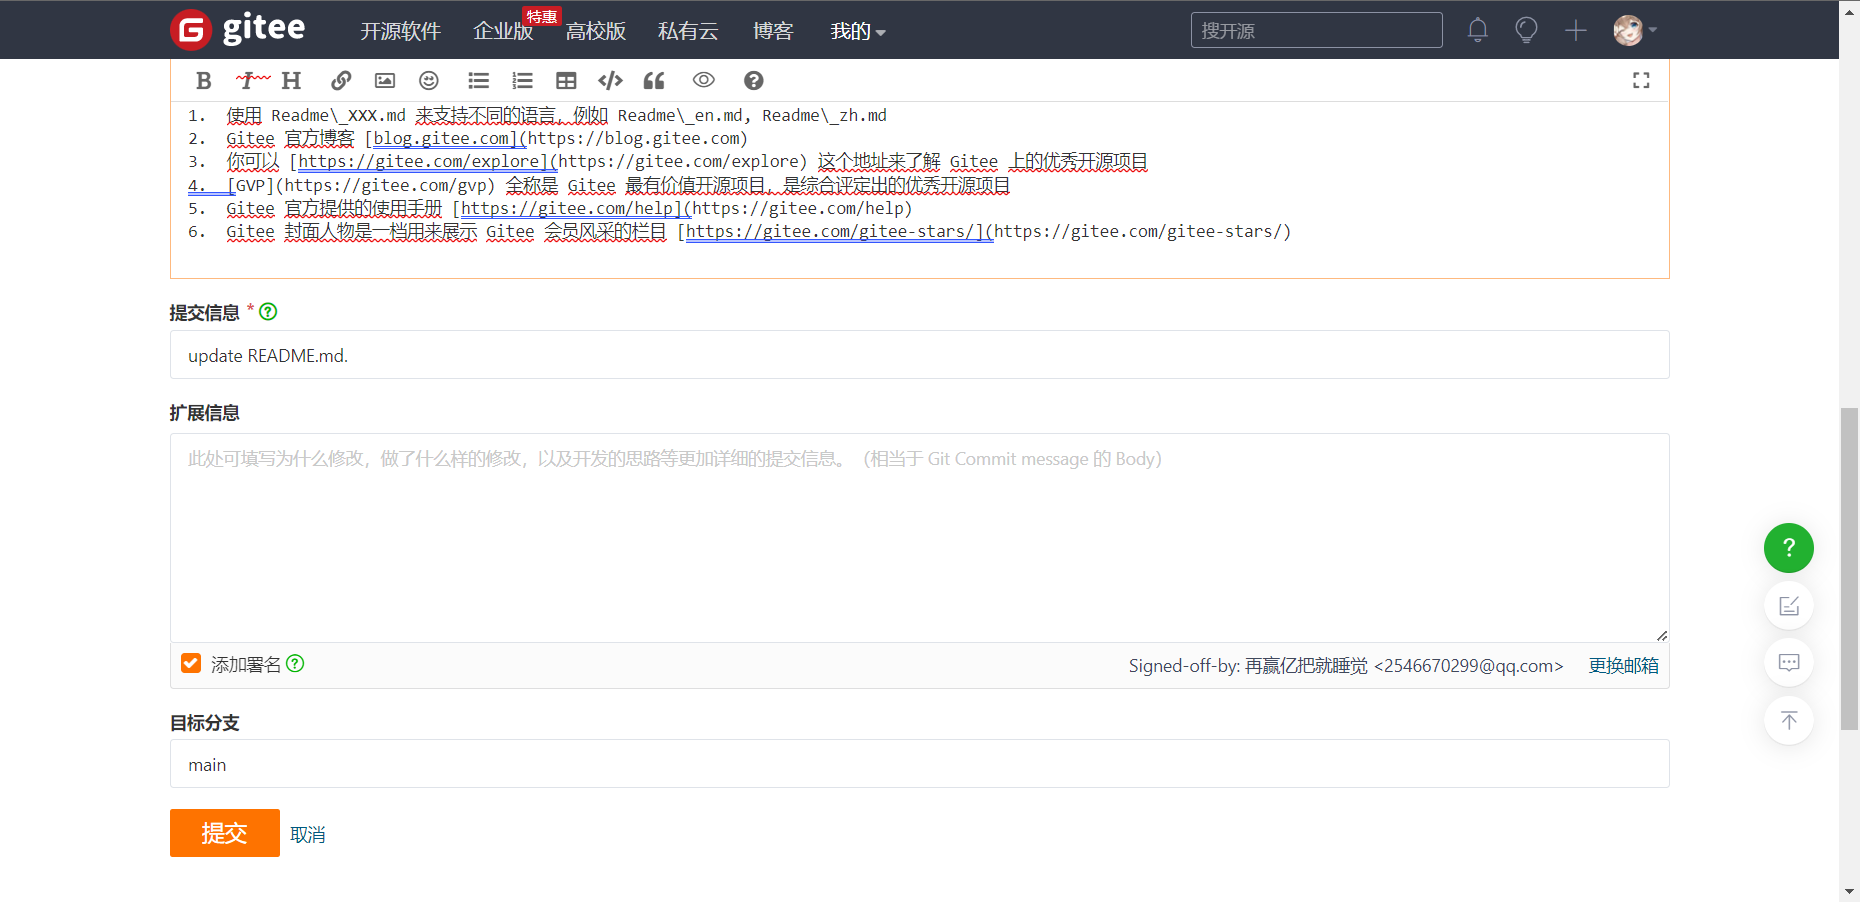 gitee 开源软件 企业版 特惠 高校版 私有云 博客 我的 搜开源
1. 使用 Readme\_XXX.md 来支持不同的语言，例如 Readme\_en.md, Readme\_zh.md
2. Gitee 官方博客 [blog.gitee.com](https://blog.gitee.com)
3. 你可以 [https://gitee.com/explore](https://gitee.com/explore) 这个地址来了解 Gitee 上的优秀开源项目
4. [GVP](https://gitee.com/gvp) 全称是 Gitee 最有价值开源项目，是综合评定出的优秀开源项目
5. Gitee 官方提供的使用手册 [https://gitee.com/help](https://gitee.com/help)
6. Gitee 封面人物是一档用来展示 Gitee 会员风采的栏目 [https://gitee.com/gitee-stars/](https://gitee.com/gitee-stars/)
提交信息 *
update README.md.
扩展信息
此处可填写为什么修改，做了什么样的修改，以及开发的思路等更加详细的提交信息。（相当于 Git Commit message 的 Body）
添加署名 Signed-off-by: 再赢亿把就睡觉 <2546670299@qq.com> 更换邮箱
目标分支
main
提交 取消